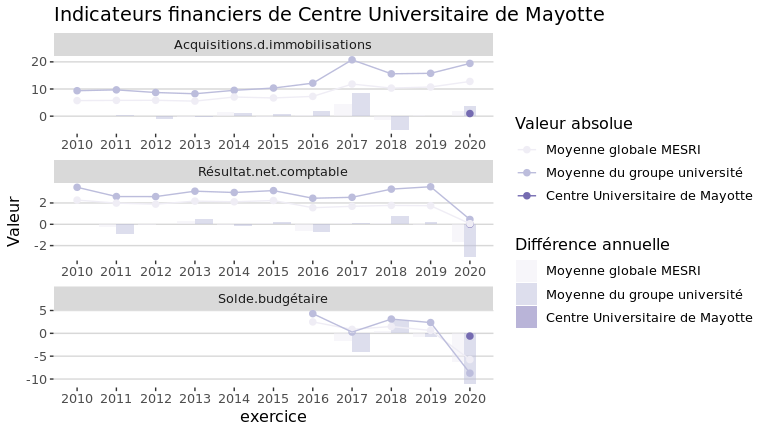 Indicateurs financiers de Centre Universitaire de Mayotte
Acquisitions.d.immobilisations
20
10
0
2010 2011 2012 2013 2014 2015 2016 2017 2018 2019 2020
Résultat.net.comptable
2
0
-2
2010 2011 2012 2013 2014 2015 2016 2017 2018 2019 2020
Solde.budgétaire
5
0
-5
-10
2010 2011 2012 2013 2014 2015 2016 2017 2018 2019 2020
exercice
Valeur
Valeur absolue
Moyenne globale MESRI
Moyenne du groupe université
Centre Universitaire de Mayotte
Différence annuelle
Moyenne globale MESRI
Moyenne du groupe université
Centre Universitaire de Mayotte